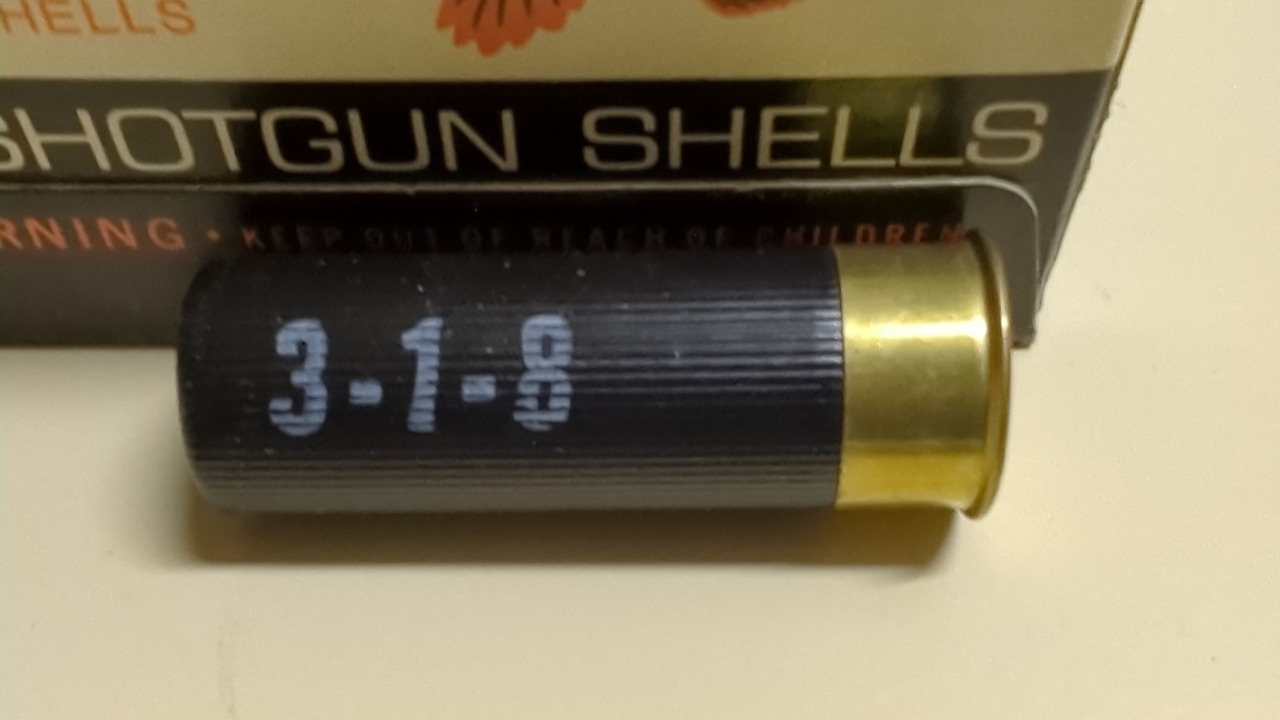 HELLS
SHOTGUN SHELLS
RNING • KEEP OUT OF REACH OF CHILDREN
3-1-8